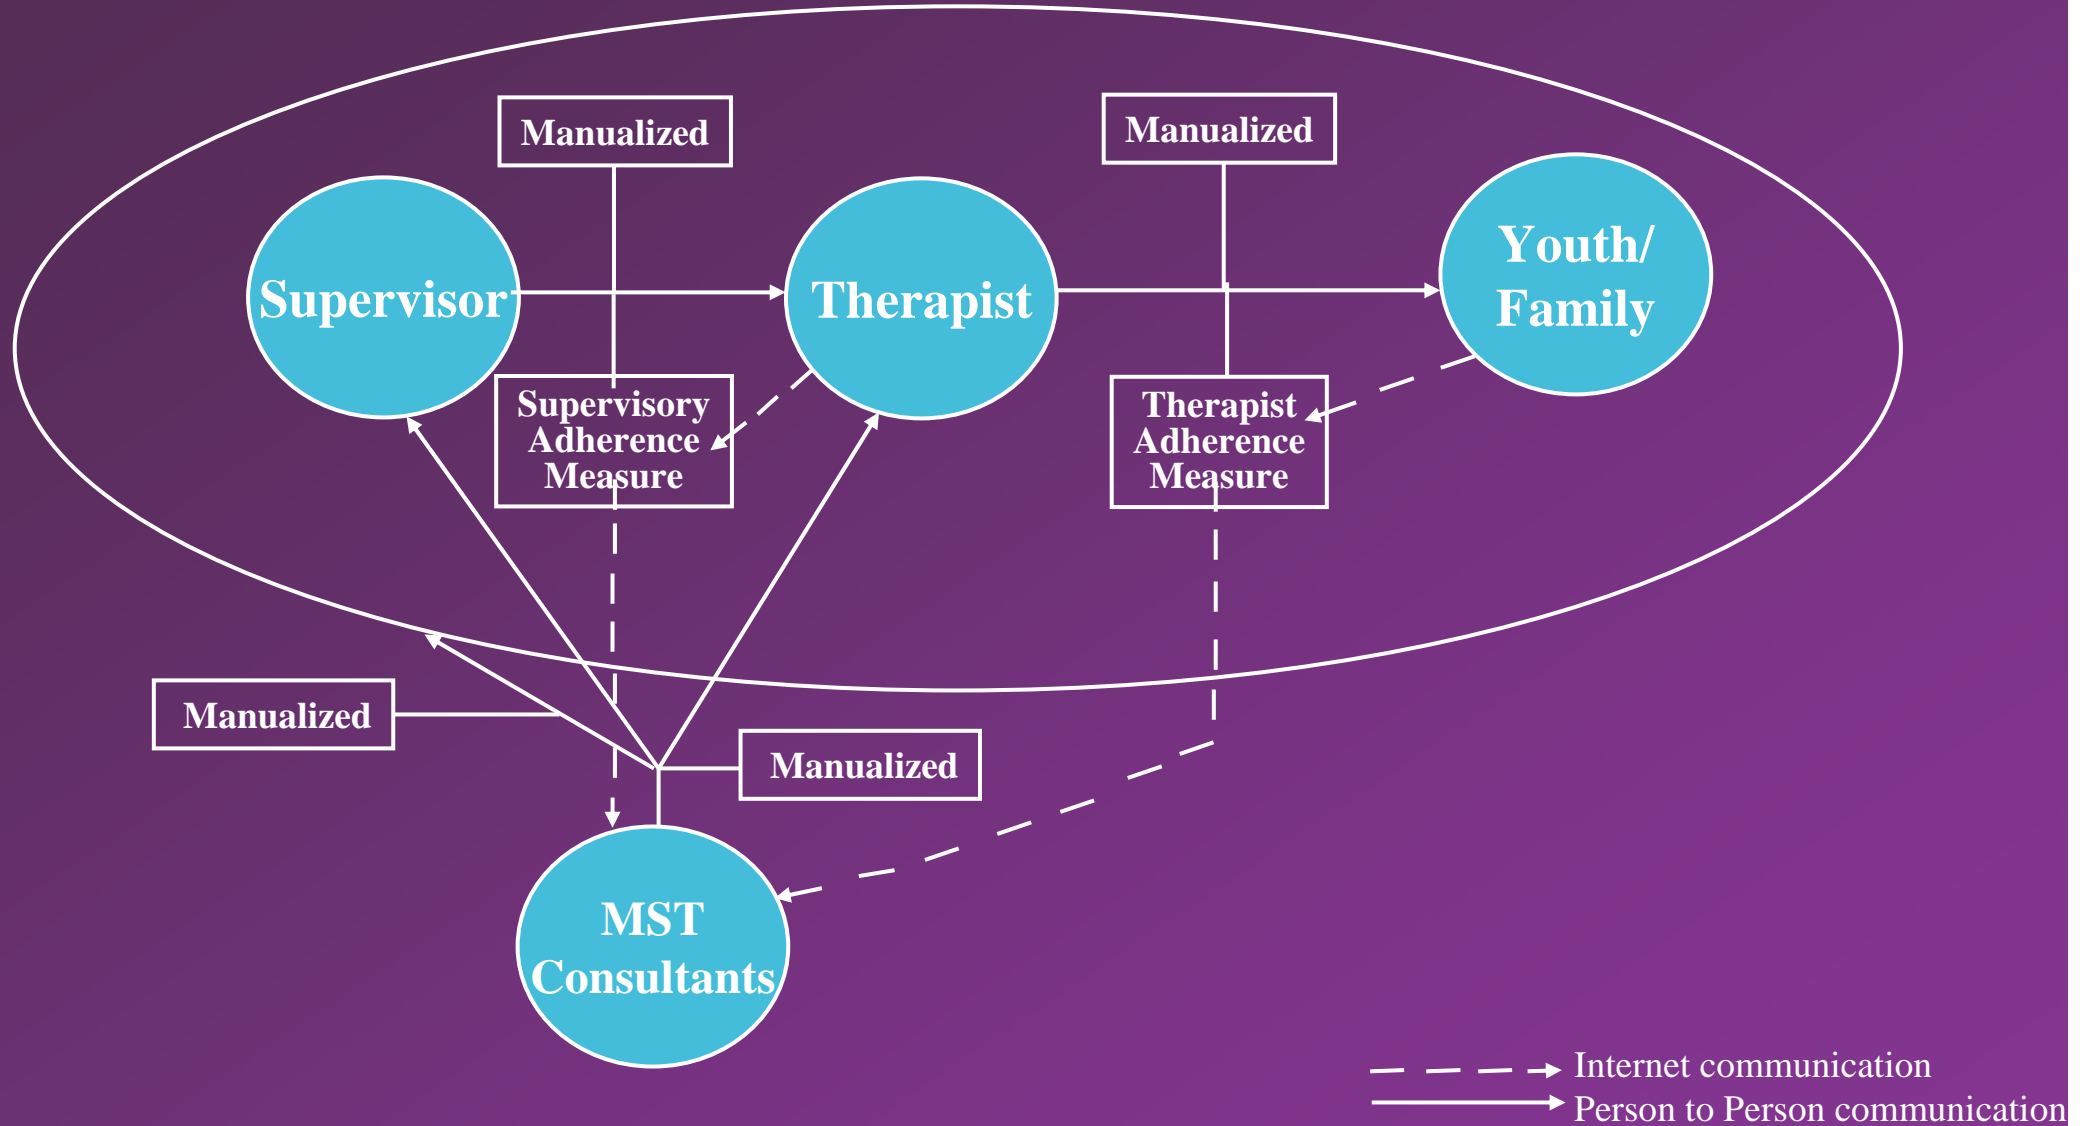 Manualized
Manualized
Supervisor
Therapist
Youth/
Family
Supervisory
Adherence
Measure
Therapist
Adherence
Measure
Manualized
Manualized
MST
Consultants
Internet communication
Person to Person communication